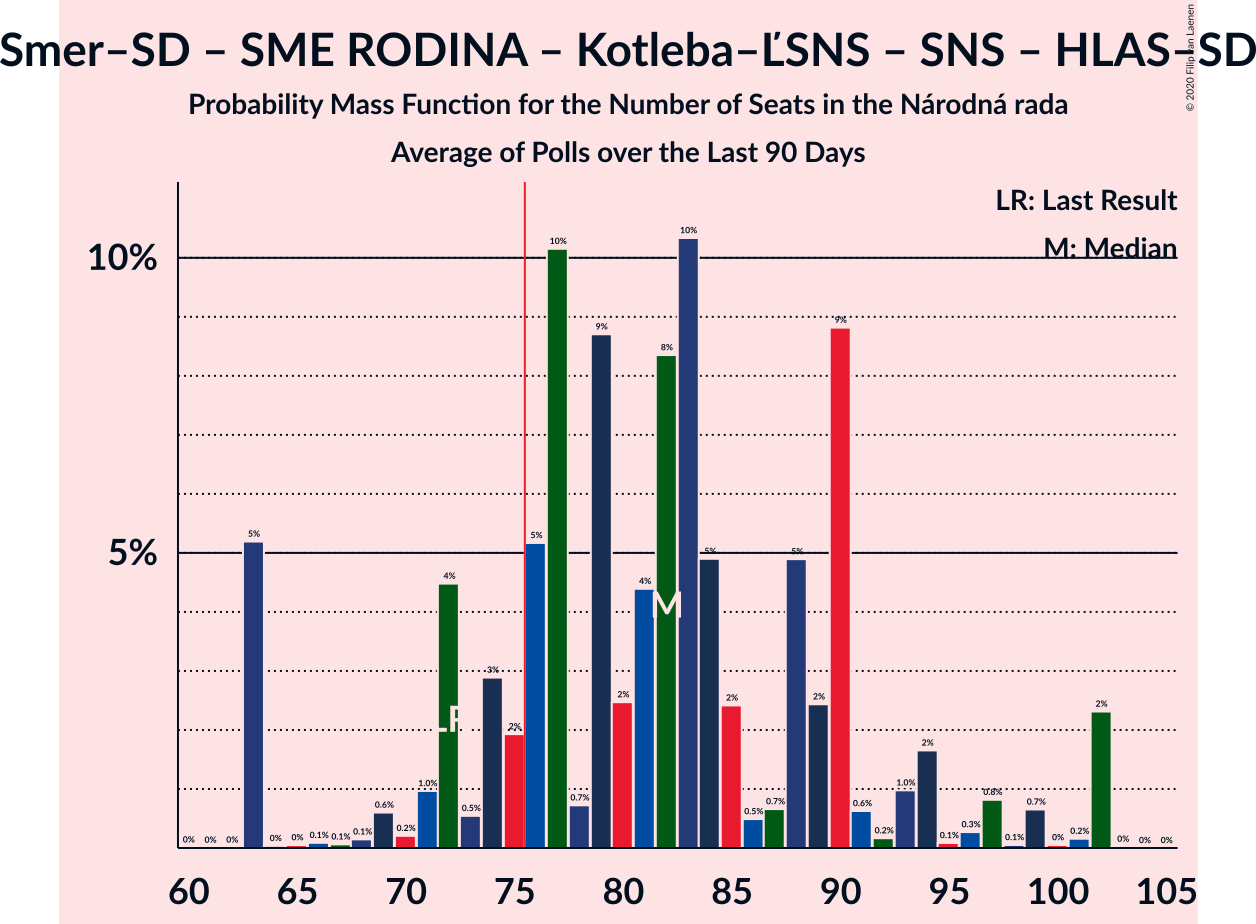 Smer–SD – SME RODINA – Kotleba–ĽSNS – SNS – HLAS–SD
© 2020 Filip van Laenen
Probability Mass Function for the Number of Seats in the Národná rada
Average of Polls over the Last 90 Days
LR: Last Result
M: Median
10%
5%
0% 0% 0% 5% 0% 0% 0.1% 0.1% 0.1% 0.6% 0.2% 1.0% 4% 0.5% 3% 2% 5% 10% 0.7% 9% 2% 4% 8% 10% 5% 2% 0.5% 0.7% 5% 2% 9% 0.6% 0.2% 1.0% 2% 0.1% 0.3% 0.8% 0.1% 0.7% 0% 0.2% 2% 0% 0% 0%
LR
M
60 65 70 75 80 85 90 95 100 105